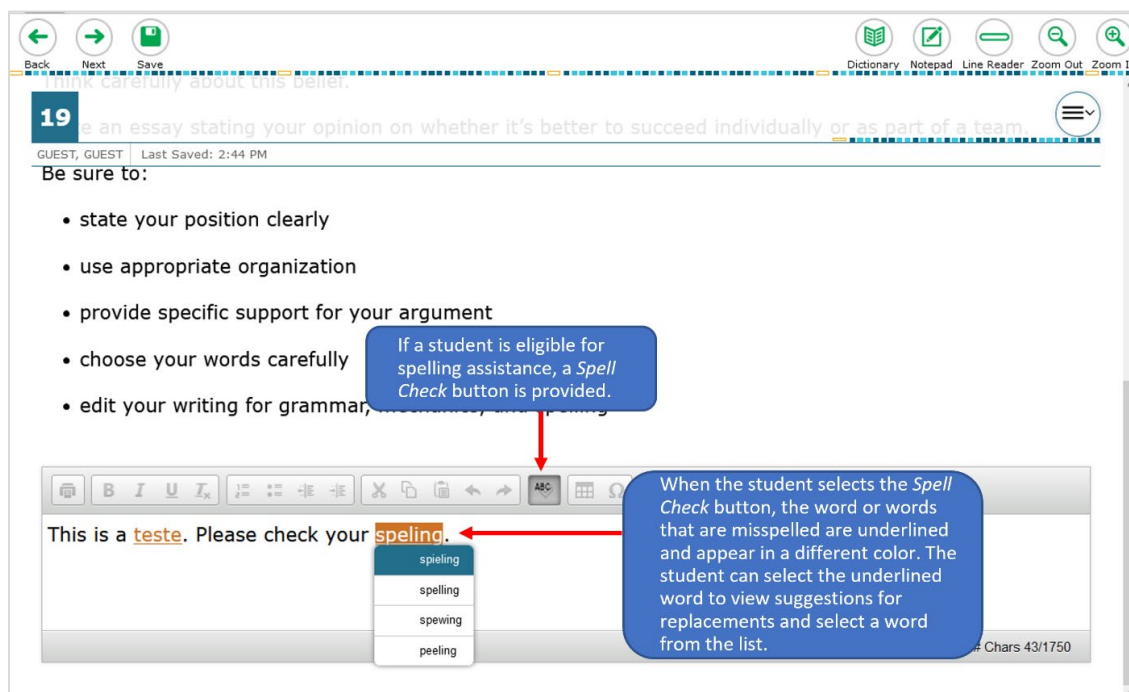 Back Next Save Dictionary Notepad Line Reader Zoom Out Zoom I
Think carefully about this belief.
19 e an essay stating your opinion on whether it's better to succeed individually or as part of a team.
GUEST, GUEST Last Saved: 2:44 PM
Be sure to:
• state your position clearly
• use appropriate organization
• provide specific support for your argument
• choose your words carefully
• edit your writing for grammar, mechanics, and spelling
If a student is eligible for
spelling assistance, a Spell
Check button is provided.
B I U Tx ABC Ω
This is a teste. Please check your speling.
spieling
spelling
spewing
peeling
When the student selects the Spell
Check button, the word or words
that are misspelled are underlined
and appear in a different color. The
student can select the underlined
word to view suggestions for
replacements and select a word
from the list.
# Chars 43/1750